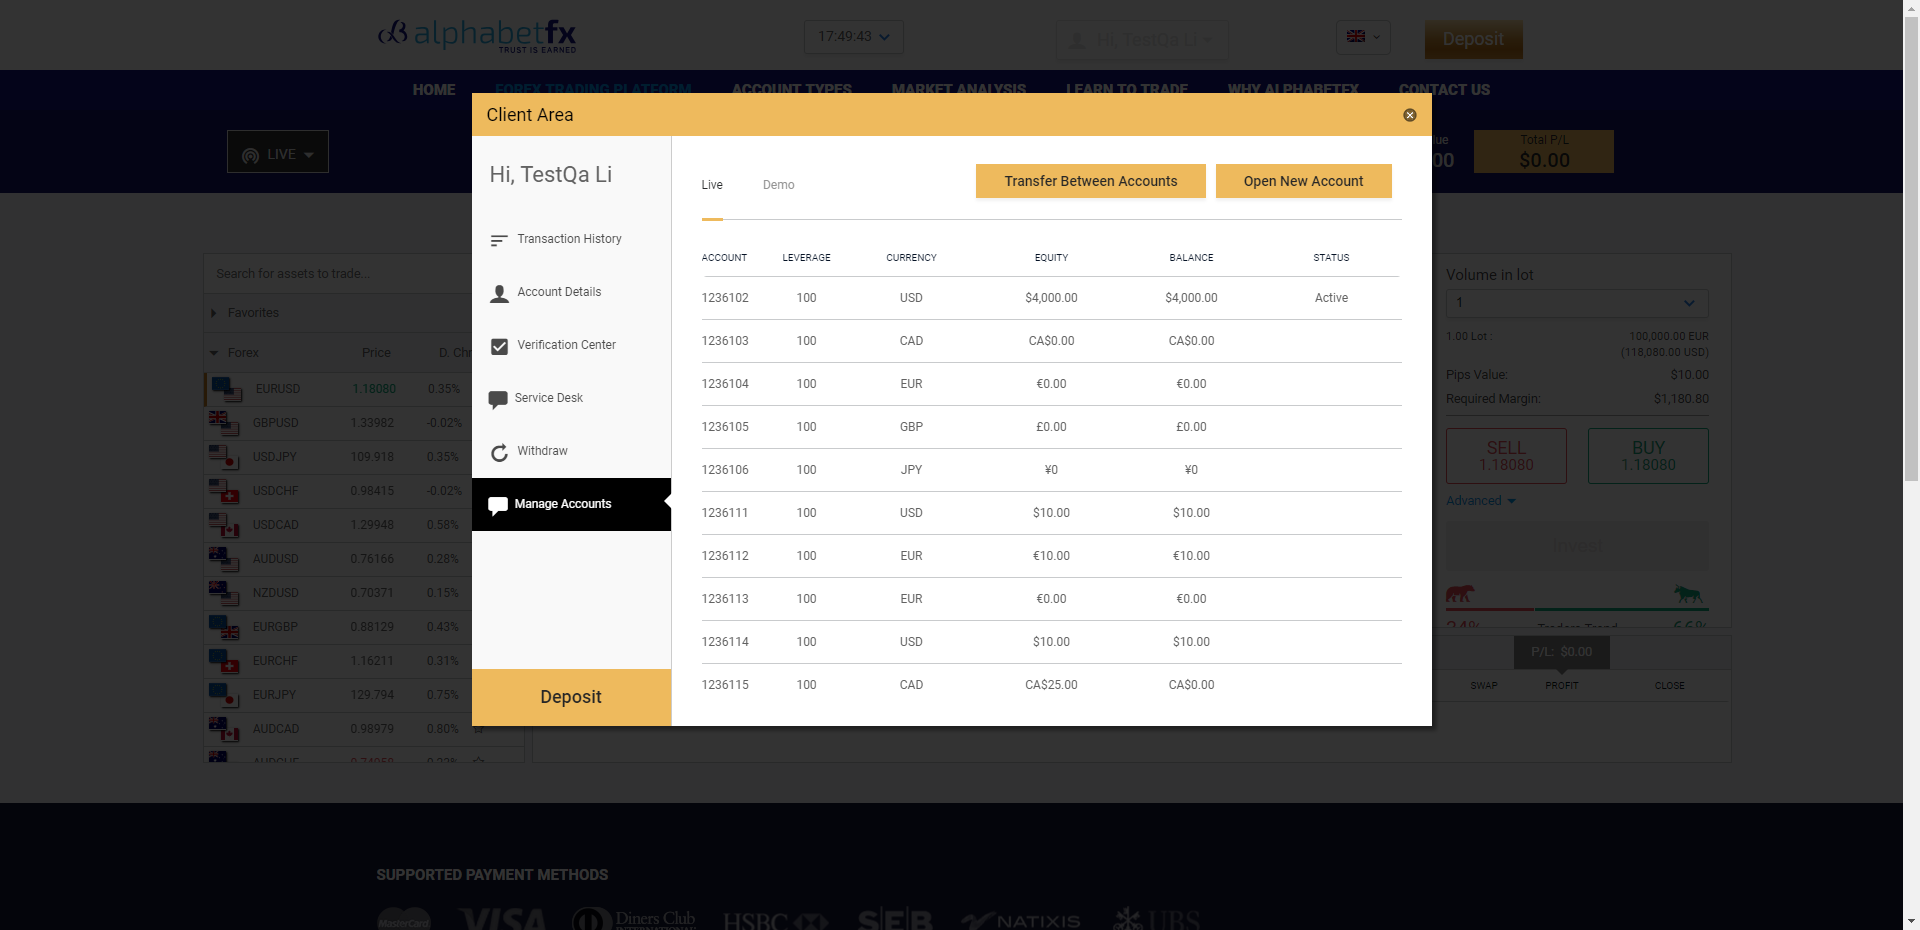 alphabetfx
TRUST IS EARNED
17:49:43
Hi, TestQa Li
Deposit
HOME FOREX TRADING PLATFORM ACCOUNT TYPES MARKET ANALYSIS LEARN TO TRADE WHY ALPHABETFX CONTACT US
LIVE
Total P/L
$0.00
Client Area
Hi, TestQa Li
Transaction History
Account Details
Verification Center
Service Desk
Withdraw
Manage Accounts
Deposit
Live Demo
Transfer Between Accounts
Open New Account
ACCOUNT LEVERAGE CURRENCY EQUITY BALANCE STATUS
1236102 100 USD $4,000.00 $4,000.00 Active
1236103 100 CAD CA$0.00 CA$0.00
1236104 100 EUR €0.00 €0.00
1236105 100 GBP £0.00 £0.00
1236106 100 JPY ¥0 ¥0
1236111 100 USD $10.00 $10.00
1236112 100 EUR €10.00 €10.00
1236113 100 EUR €0.00 €0.00
1236114 100 USD $10.00 $10.00
1236115 100 CAD CA$25.00 CA$0.00
Search for assets to trade...
Favorites
Forex Price D. Ch
EURUSD 1.18080 0.35%
GBPUSD 1.33982 -0.02%
USDJPY 109.918 0.35%
USDCHF 0.98415 -0.02%
USDCAD 1.29948 0.58%
AUDUSD 0.76166 0.28%
NZDUSD 0.70371 0.15%
EURGBP 0.88129 0.43%
EURCHF 1.16211 0.31%
EURJPY 129.794 0.75%
AUDCAD 0.98979 0.80%
Volume in lot
1
1.00 Lot : 100,000.00 EUR
(118,080.00 USD)
Pips Value: $10.00
Required Margin: $1,180.80
SELL
1.18080
BUY
1.18080
Advanced
Invest
34% Traders Trend 66%
P/L: $0.00
SWAP PROFIT CLOSE
SUPPORTED PAYMENT METHODS
MasterCard VISA Diners Club INTERNATIONAL HSBC SEB NATIXIS UBS